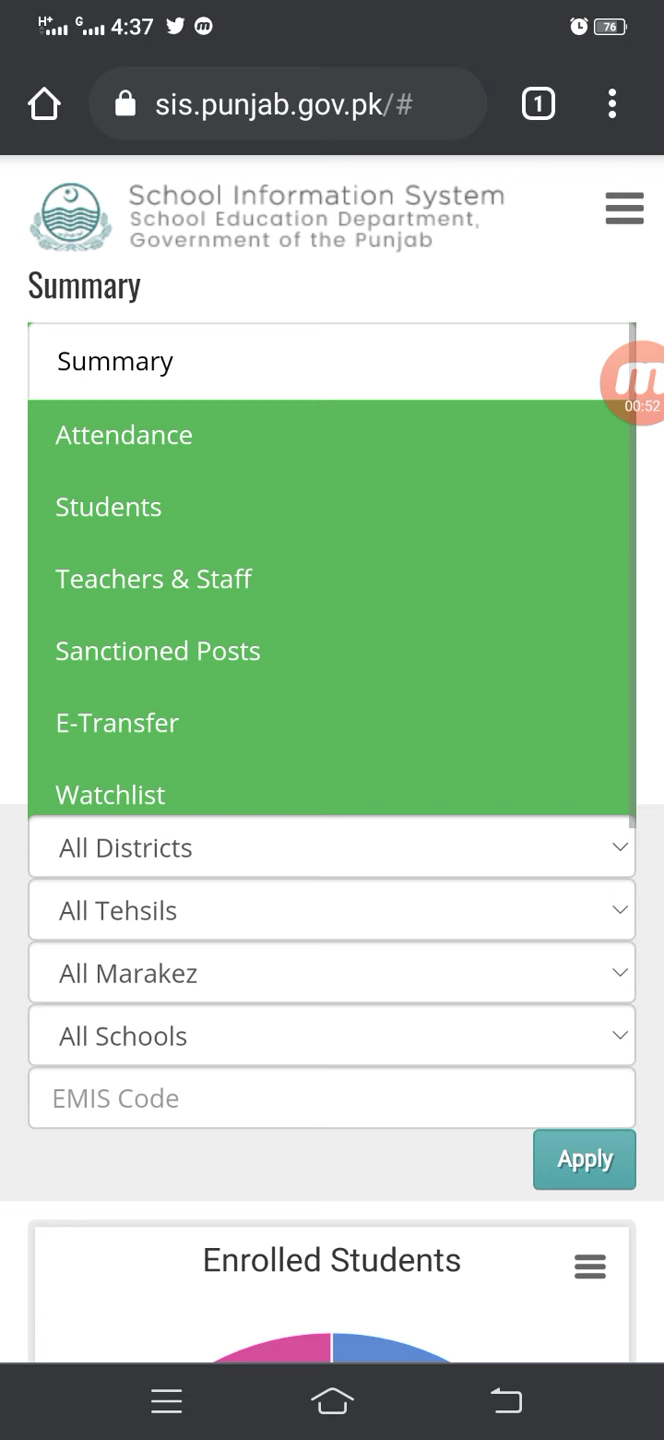 H+ G 4:37 m 76
sis.punjab.gov.pk/# 1
School Information System
School Education Department,
Government of the Punjab
Summary
Summary
m
00:52
Attendance
Students
Teachers & Staff
Sanctioned Posts
E-Transfer
Watchlist
All Districts
All Tehsils
All Marakez
All Schools
EMIS Code
Apply
Enrolled Students